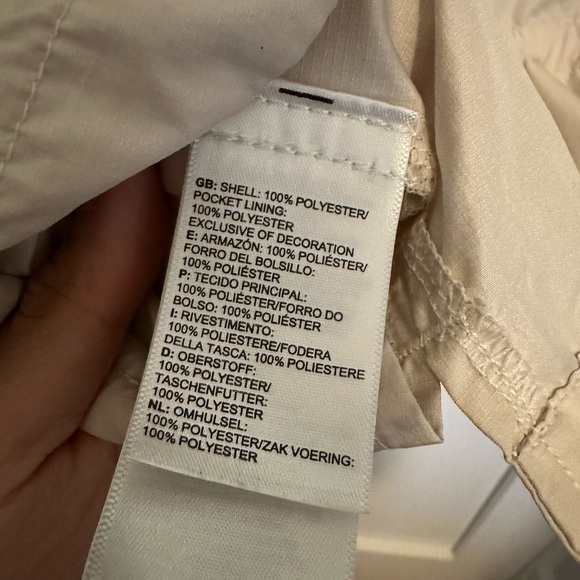 GB: SHELL: 100% POLYESTER/
POCKET LINING:
100% POLYESTER
EXCLUSIVE OF DECORATION
E: ARMAZÓN: 100% POLIÉSTER/
FORRO DEL BOLSILLO:
100% POLIÉSTER
P: TECIDO PRINCIPAL:
100% POLIÉSTER/FORRO DO
BOLSO: 100% POLIÉSTER
I: RIVESTIMENTO:
100% POLIESTERE/FODERA
DELLA TASCA: 100% POLIESTERE
D: OBERSTOFF:
100% POLYESTER/
TASCHENFUTTER:
100% POLYESTER
NL: OMHULSEL:
100% POLYESTER/ZAK VOERING:
100% POLYESTER